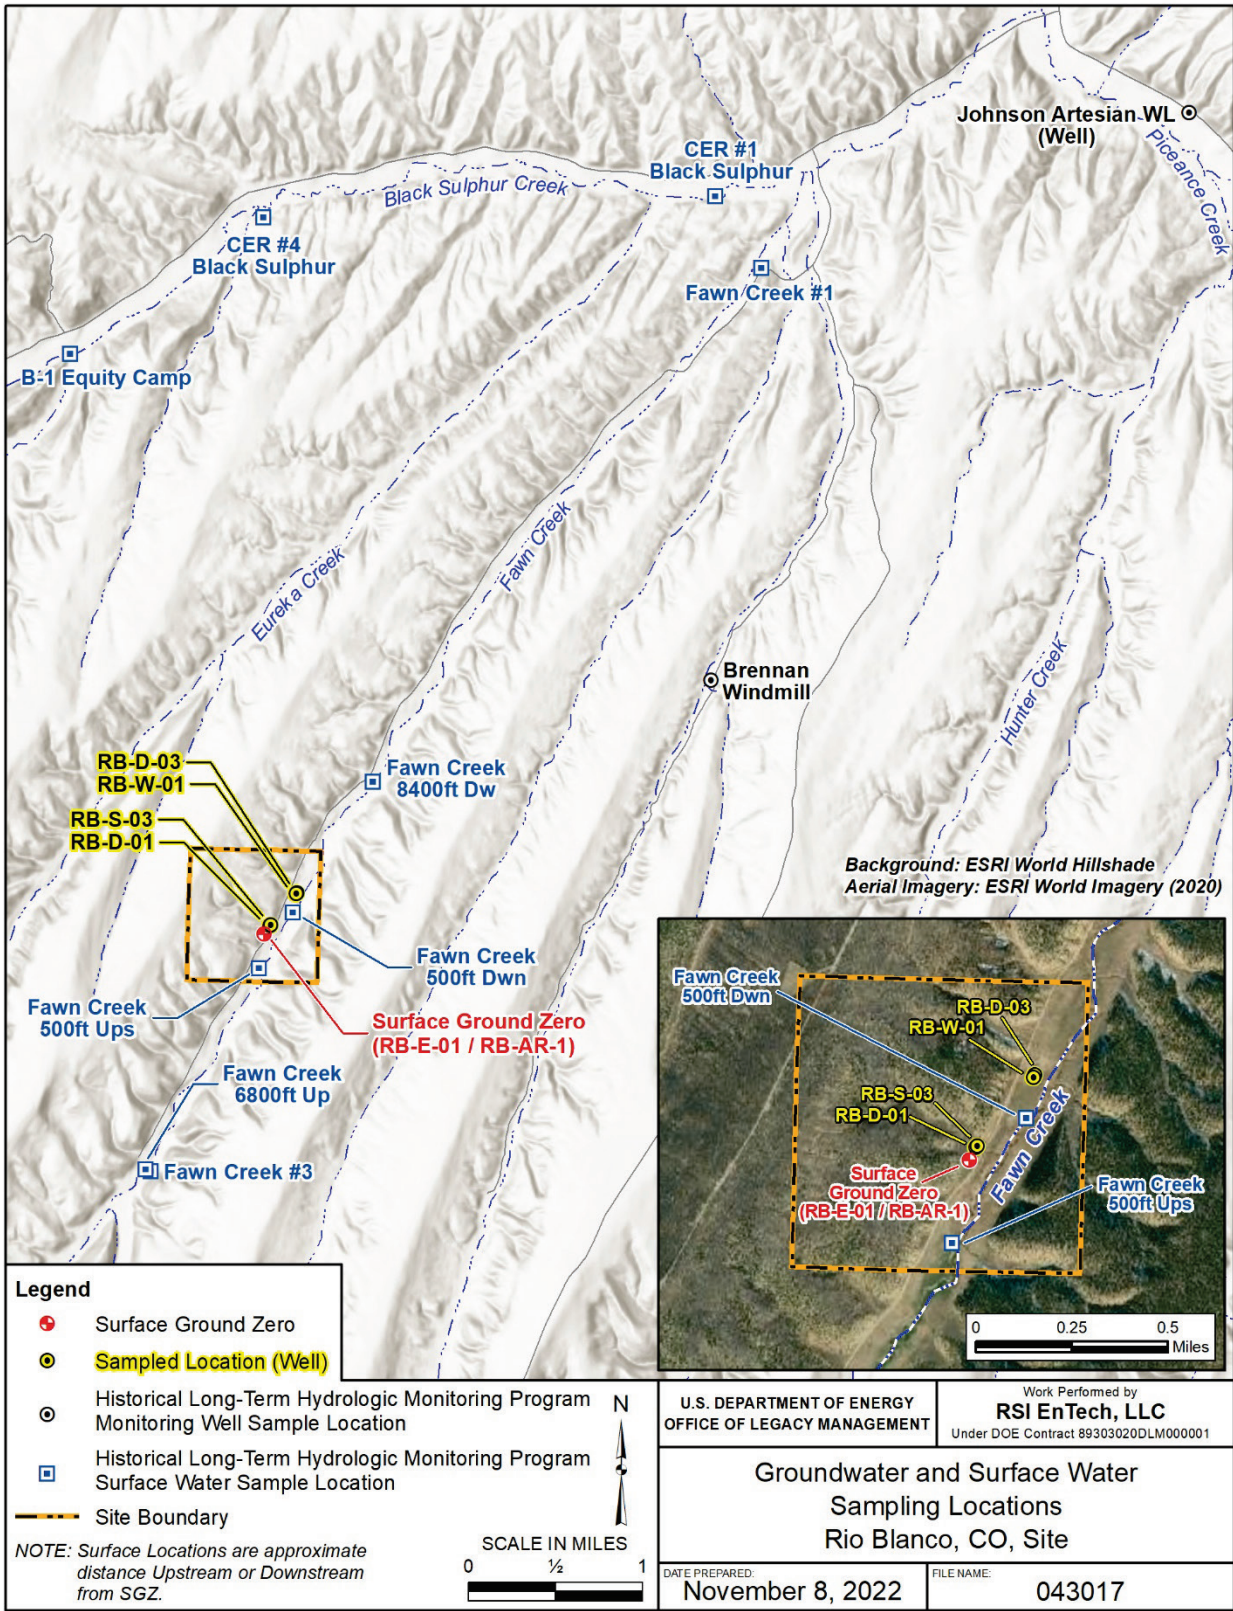 Johnson Artesian WL
(Well)
Piceance Creek
CER #1
Black Sulphur
Black Sulphur Creek
CER #4
Black Sulphur
Fawn Creek #1
B-1 Equity Camp
Fawn Creek
Eureka Creek
Hunter Creek
Brennan
Windmill
RB-D-03
RB-W-01
RB-S-03
RB-D-01
Fawn Creek
8400ft Dw
Fawn Creek
500ft Dwn
Fawn Creek
500ft Ups
Surface Ground Zero
(RB-E-01 / RB-AR-1)
Fawn Creek
6800ft Up
Fawn Creek #3
Background: ESRI World Hillshade
Aerial Imagery: ESRI World Imagery (2020)
Fawn Creek
500ft Dwn
RB-D-03
RB-W-01
RB-S-03
RB-D-01
Surface
Ground Zero
(RB-E-01 / RB-AR-1)
Fawn Creek
Fawn Creek
500ft Ups
0 0.25 0.5
Miles
Legend
Surface Ground Zero
Sampled Location (Well)
Historical Long-Term Hydrologic Monitoring Program
Monitoring Well Sample Location
Historical Long-Term Hydrologic Monitoring Program
Surface Water Sample Location
Site Boundary
NOTE: Surface Locations are approximate
distance Upstream or Downstream
from SGZ.
N
SCALE IN MILES
0 ½ 1
U.S. DEPARTMENT OF ENERGY
OFFICE OF LEGACY MANAGEMENT
Work Performed by
RSI EnTech, LLC
Under DOE Contract 89303020DLM000001
Groundwater and Surface Water
Sampling Locations
Rio Blanco, CO, Site
DATE PREPARED:
November 8, 2022
FILE NAME:
043017